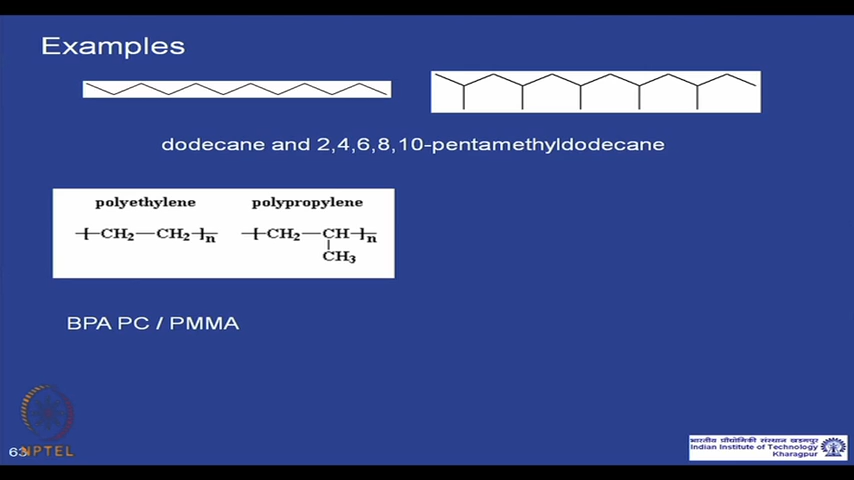 Examples
dodecane and 2,4,6,8,10-pentamethyldodecane
polyethylene polypropylene
-[-CH2-CH2-]-n -[-CH2-CH-]-n
CH3
BPA PC / PMMA
63
NPTEL
भारतीय प्रौद्योगिकी संस्थान खड़गपुर
Indian Institute of Technology
Kharagpur